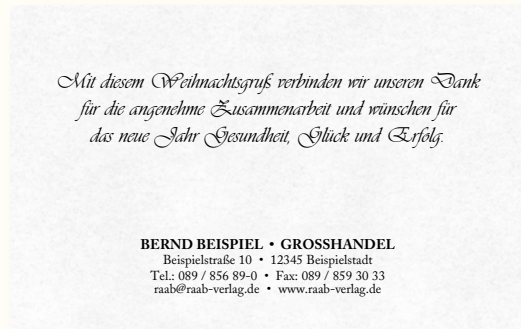 Mit diesem Weihnachtsgruß verbinden wir unseren Dank
für die angenehme Zusammenarbeit und wünschen für
das neue Jahr Gesundheit, Glück und Erfolg.
BERND BEISPIEL • GROSSHANDEL
Beispielstraße 10 • 12345 Beispielstadt
Tel.: 089 / 856 89-0 • Fax: 089 / 859 30 33
raab@raab-verlag.de • www.raab-verlag.de